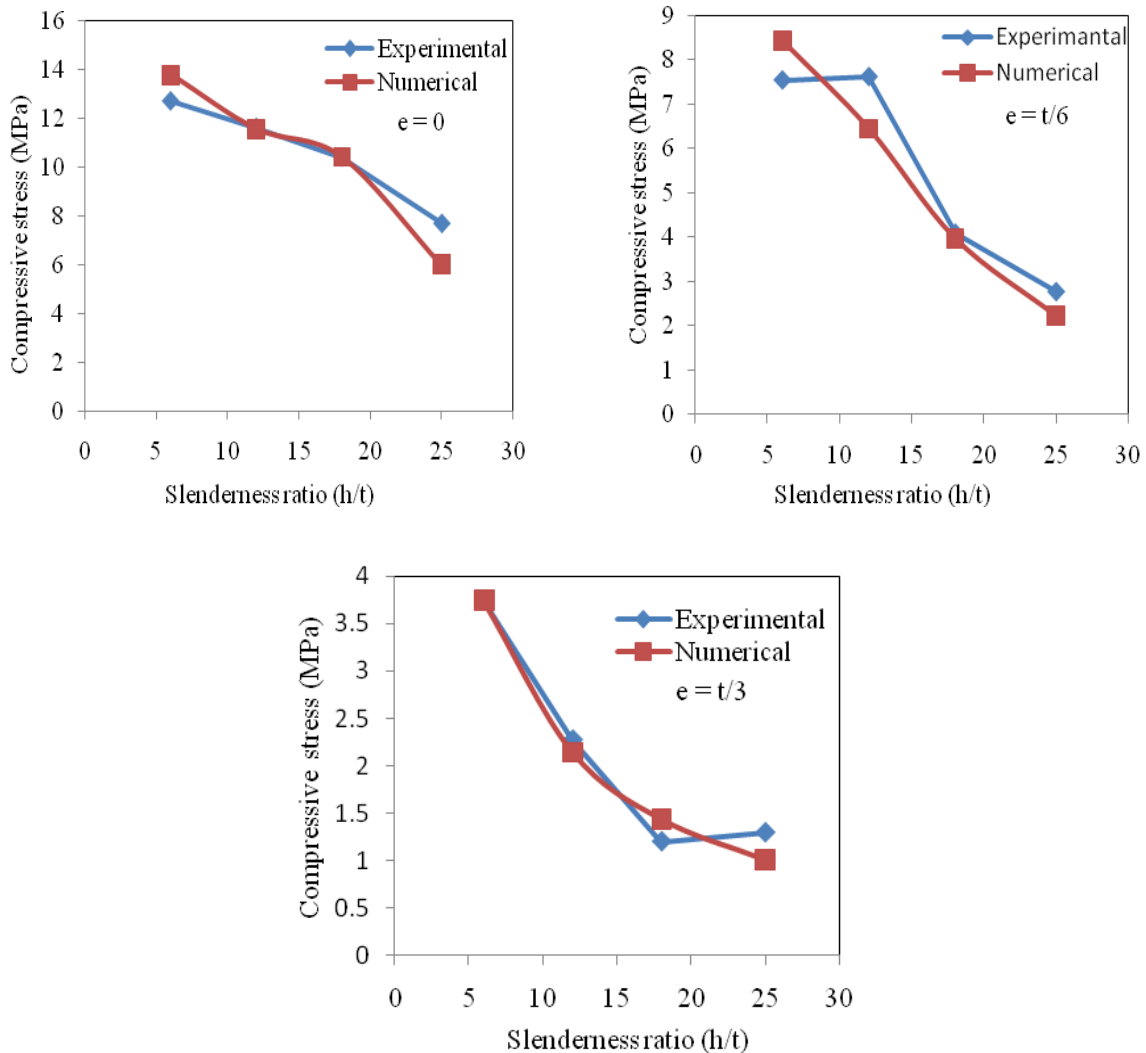 Compressive stress (MPa)
16
14
12
10
8
6
4
2
0
Experimental
Numerical
e = 0
0 5 10 15 20 25 30
Slenderness ratio (h/t)
Compressive stress (MPa)
9
8
7
6
5
4
3
2
1
0
Experimantal
Numerical
e = t/6
0 5 10 15 20 25 30
Slenderness ratio (h/t)
Compressive stress (MPa)
4
3.5
3
2.5
2
1.5
1
0.5
0
Experimental
Numerical
e = t/3
0 5 10 15 20 25 30
Slenderness ratio (h/t)